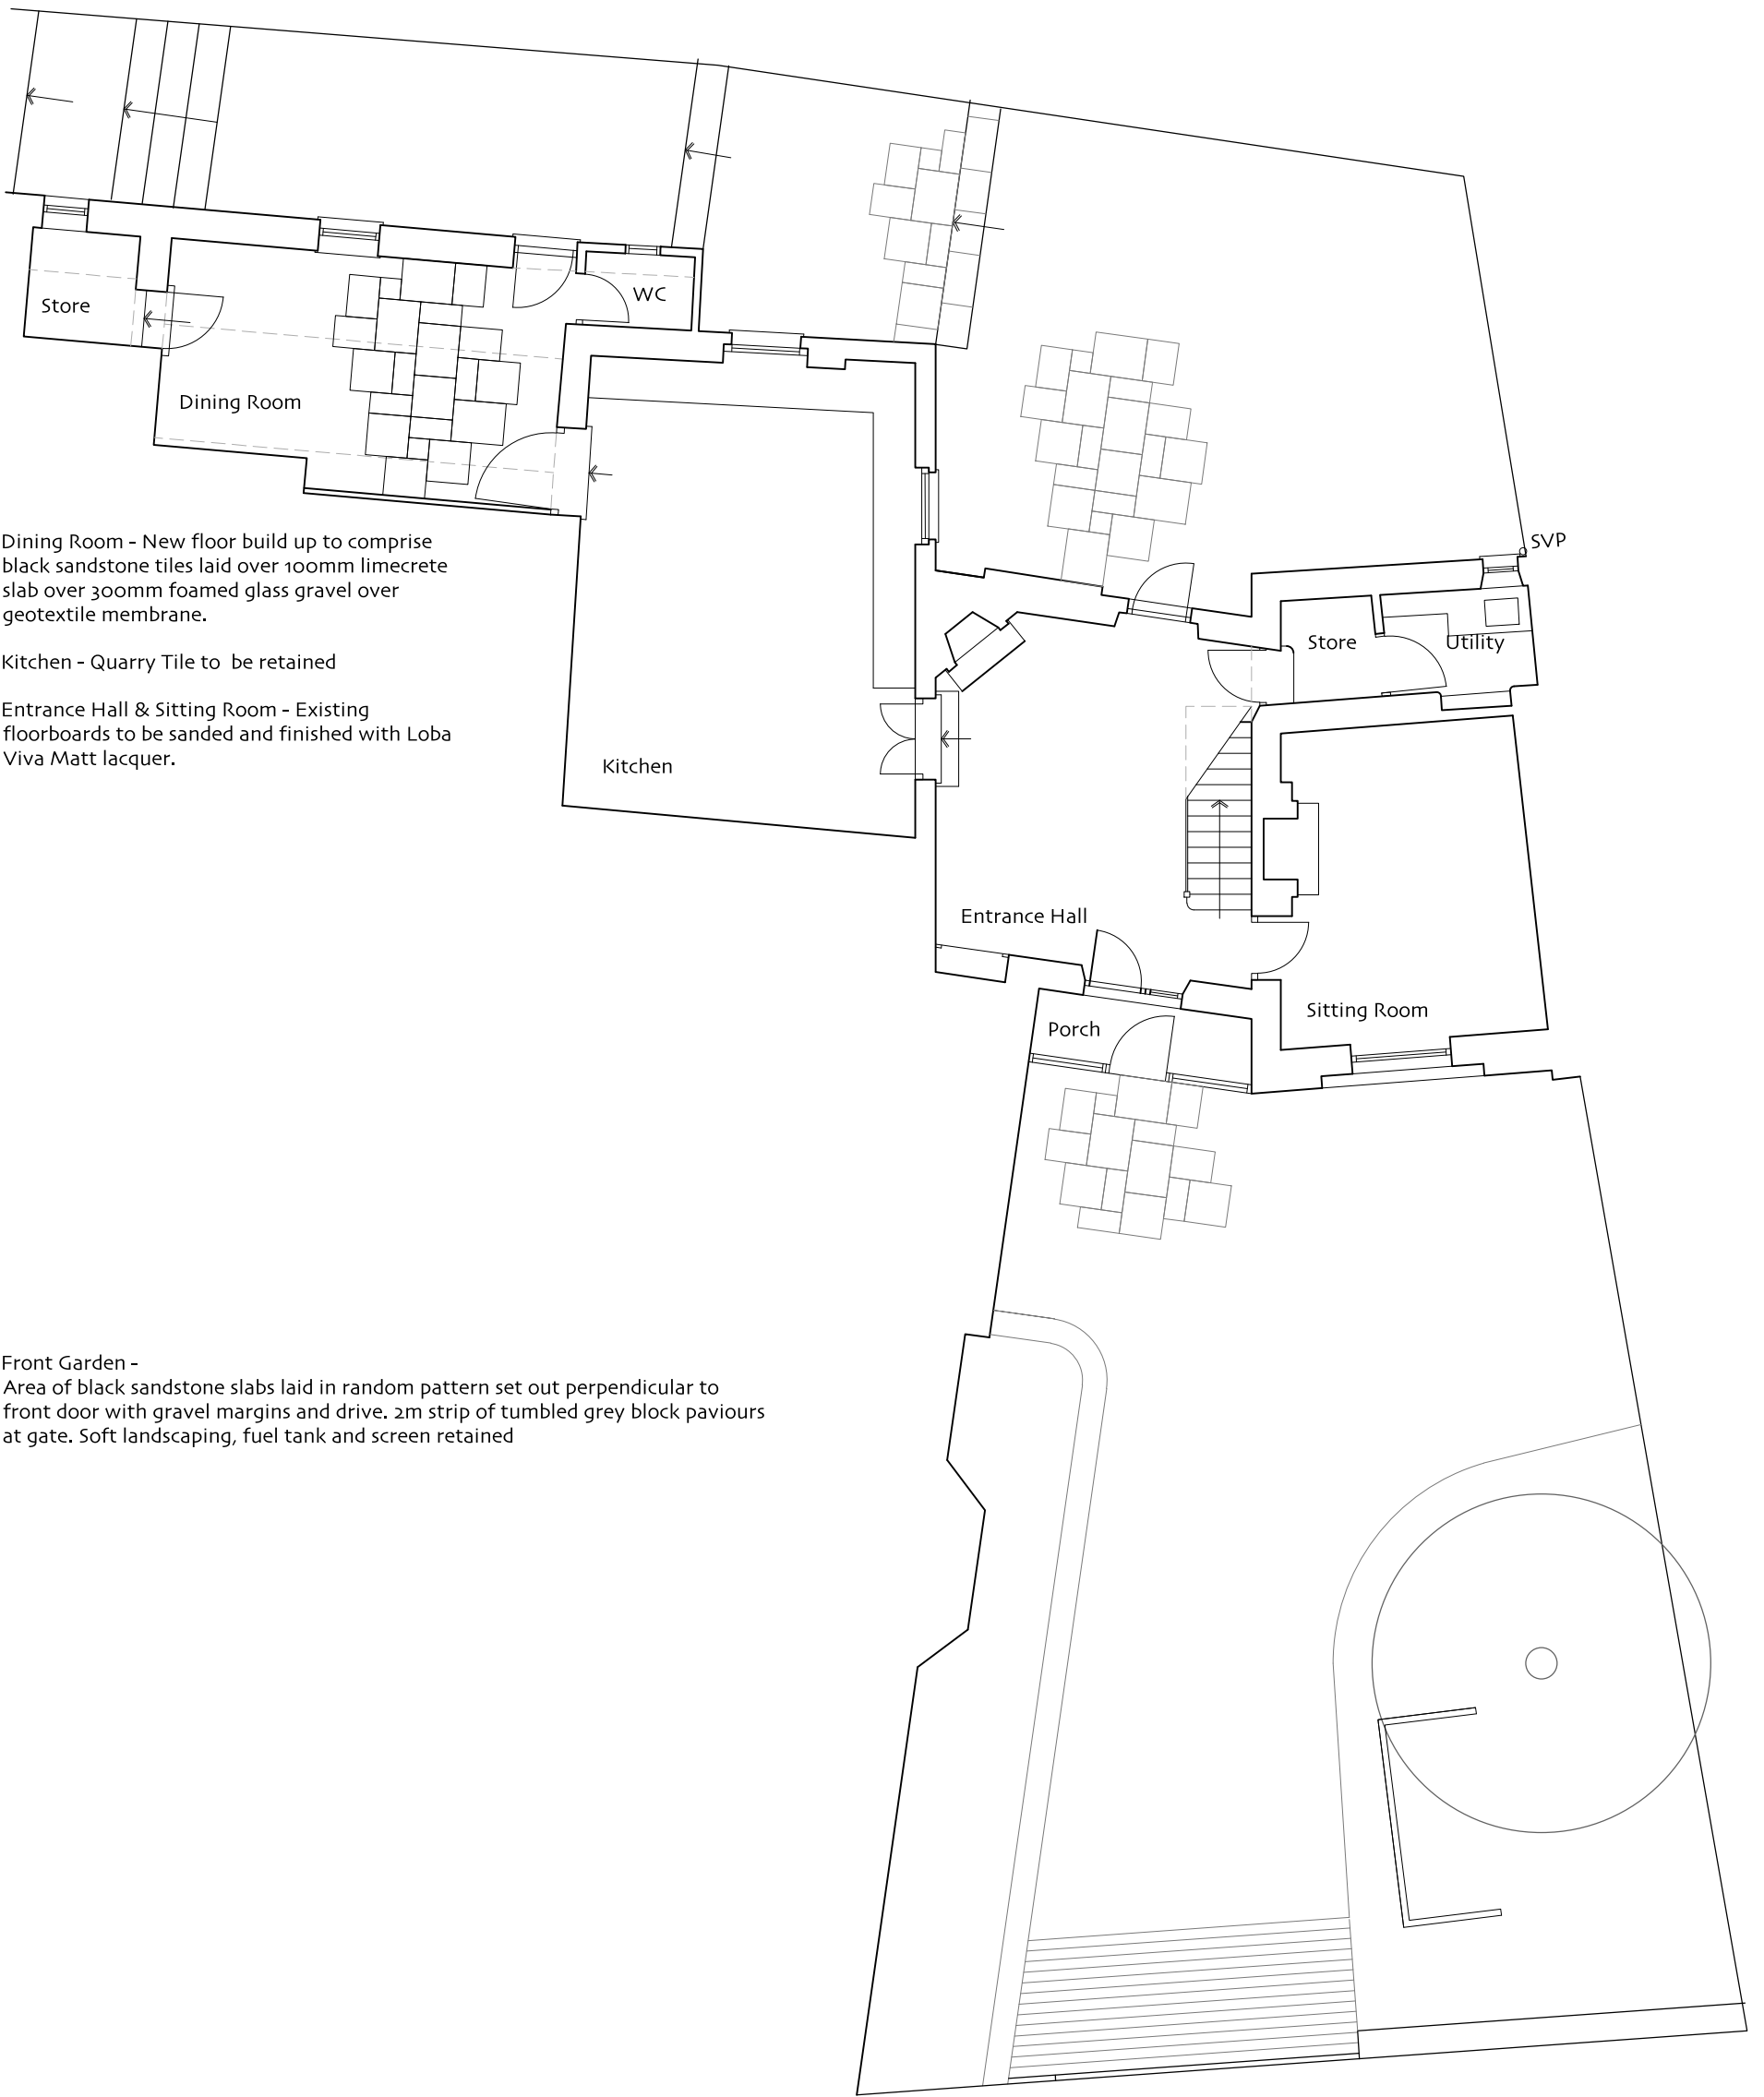 Store
WC
Dining Room
SVP
Dining Room - New floor build up to comprise
black sandstone tiles laid over 100mm limecrete
slab over 300mm foamed glass gravel over
geotextile membrane.
Store
Utility
Kitchen - Quarry Tile to  be retained
Entrance Hall & Sitting Room - Existing
floorboards to be sanded and finished with Loba
Viva Matt lacquer.
Kitchen
Entrance Hall
Sitting Room
Porch
Front Garden -
Area of black sandstone slabs laid in random pattern set out perpendicular to
front door with gravel margins and drive. 2m strip of tumbled grey block paviours
at gate. Soft landscaping, fuel tank and screen retained